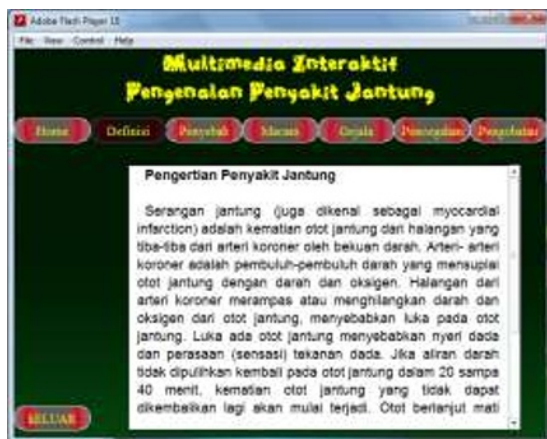 Adobe Flash Player 10
File View Control Help
Multimedia Interaktif
Pengenalan Penyakit Jantung
Home Definisi Penyebab Macam Gejala Pencegahan Pengobatan
Pengertian Penyakit Jantung
Serangan jantung (juga dikenal sebagai myocardial
infarction) adalah kematian otot jantung dari halangan yang
tiba-tiba dari arteri koroner oleh bekuan darah. Arteri- arteri
koroner adalah pembuluh-pembuluh darah yang mensuplai
otot jantung dengan darah dan oksigen. Halangan dari
arteri koroner merampas atau menghilangkan darah dan
oksigen dari otot jantung, menyebabkan luka pada otot
jantung. Luka ada otot jantung menyebabkan nyeri dada
dan perasaan (sensasi) tekanan dada. Jika aliran darah
tidak dipulihkan kembali pada otot jantung dalam 20 sampa
40 menit, kematian otot jantung yang tidak dapat
dikembalikan lagi akan mulai terjadi. Otot berlanjut mati
KELUAR